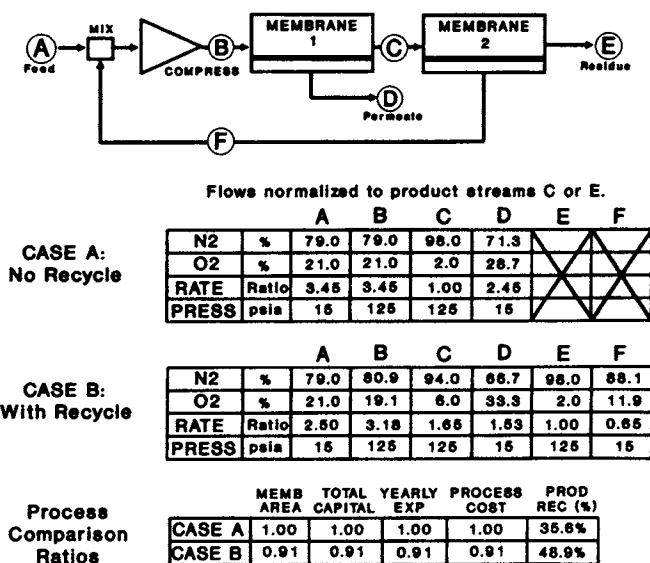 MIX
MEMBRANE
1
MEMBRANE
2
A
B
C
E
Feed
COMPRESS
Residue
D
Permeate
F
Flows normalized to product streams C or E.
A B C D E F
CASE A:
No Recycle
N2 % 79.0 79.0 98.0 71.3
O2 % 21.0 21.0 2.0 28.7
RATE Ratio 3.45 3.45 1.00 2.45
PRESS psia 15 125 125 15
A B C D E F
CASE B:
With Recycle
N2 % 79.0 80.9 94.0 66.7 98.0 88.1
O2 % 21.0 19.1 6.0 33.3 2.0 11.9
RATE Ratio 2.50 3.18 1.65 1.53 1.00 0.65
PRESS psia 15 125 125 15 125 15
Process
Comparison
Ratios
MEMB TOTAL YEARLY PROCESS PROD
AREA CAPITAL EXP COST REC (%)
CASE A 1.00 1.00 1.00 1.00 35.6%
CASE B 0.91 0.91 0.91 0.91 48.9%